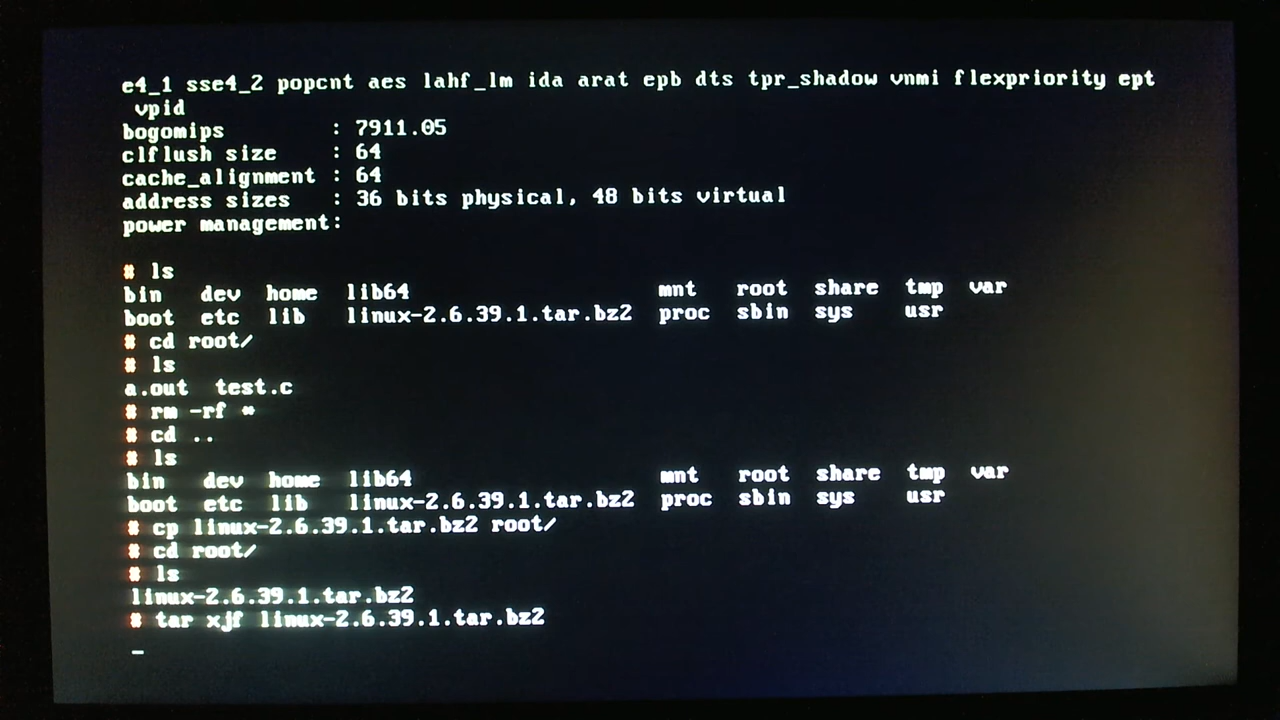 e4_1 sse4_2 popcnt aes lahf_lm ida arat epb dts tpr_shadow vnmi flexpriority ept
vpid
bogomips : 7911.05
clflush size : 64
cache_alignment : 64
address sizes : 36 bits physical, 48 bits virtual
power management:
# ls
bin dev home lib64 mnt root share tmp var
boot etc lib linux-2.6.39.1.tar.bz2 proc sbin sys usr
# cd root/
# ls
a.out test.c
# rm -rf *
# cd ..
# ls
bin dev home lib64 mnt root share tmp var
boot etc lib linux-2.6.39.1.tar.bz2 proc sbin sys usr
# cp linux-2.6.39.1.tar.bz2 root/
# cd root/
# ls
linux-2.6.39.1.tar.bz2
# tar xjf linux-2.6.39.1.tar.bz2
_